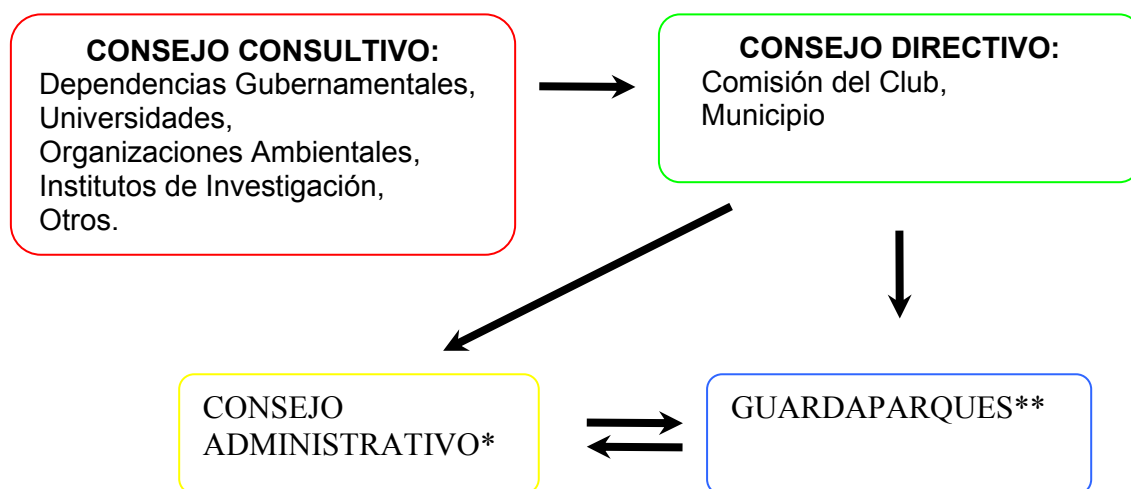 CONSEJO CONSULTIVO:
Dependencias Gubernamentales,
Universidades,
Organizaciones Ambientales,
Institutos de Investigación,
Otros.
CONSEJO DIRECTIVO:
Comisión del Club,
Municipio
CONSEJO
ADMINISTRATIVO*
GUARDAPARQUES**